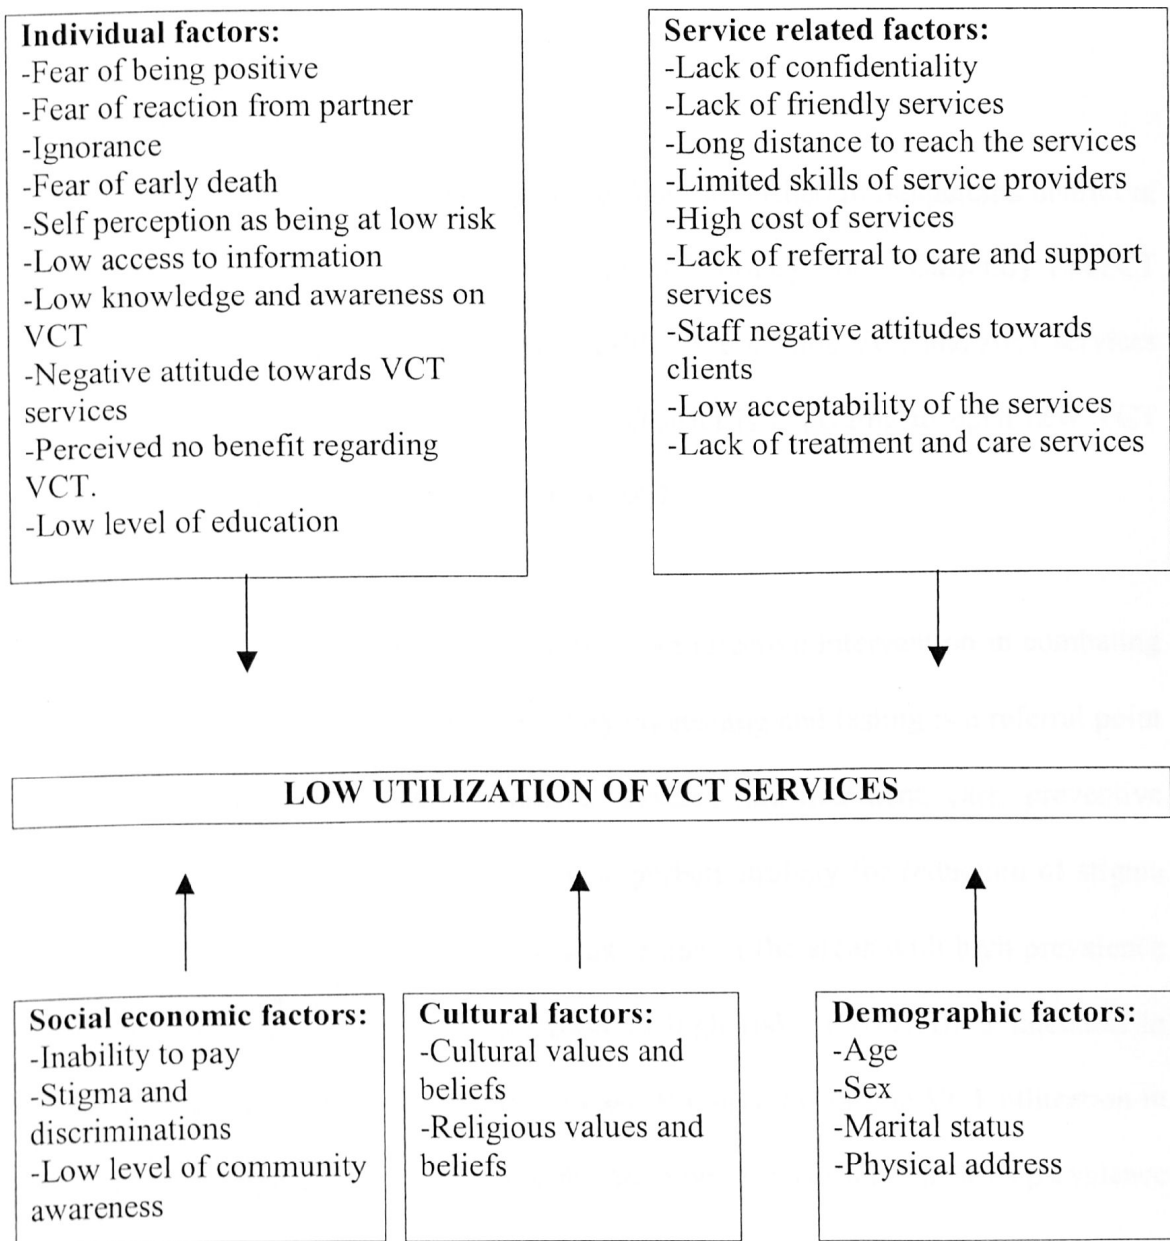 Individual factors:
-Fear of being positive
-Fear of reaction from partner
-Ignorance
-Fear of early death
-Self perception as being at low risk
-Low access to information
-Low knowledge and awareness on
VCT
-Negative attitude towards VCT
services
-Perceived no benefit regarding
VCT.
-Low level of education
Service related factors:
-Lack of confidentiality
-Lack of friendly services
-Long distance to reach the services
-Limited skills of service providers
-High cost of services
-Lack of referral to care and support
services
-Staff negative attitudes towards
clients
-Low acceptability of the services
-Lack of treatment and care services
LOW UTILIZATION OF VCT SERVICES
Social economic factors:
-Inability to pay
-Stigma and
discriminations
-Low level of community
awareness
Cultural factors:
-Cultural values and
beliefs
-Religious values and
beliefs
Demographic factors:
-Age
-Sex
-Marital status
-Physical address